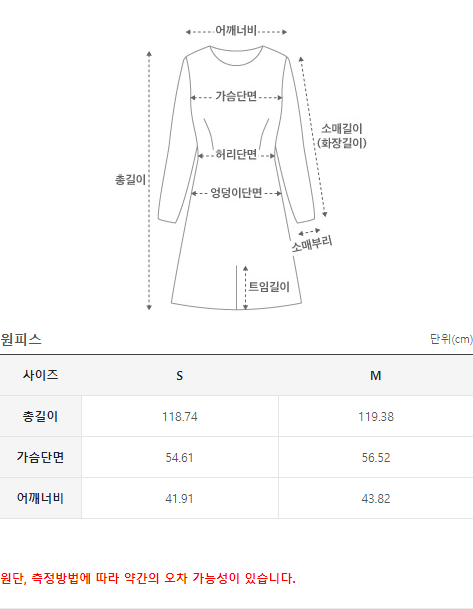 어깨너비
가슴단면
소매길이
(화장길이)
허리단면
총길이
엉덩이단면
소매부리
트임길이
원피스 단위(cm)
사이즈 S M
총길이 118.74 119.38
가슴단면 54.61 56.52
어깨너비 41.91 43.82
원단, 측정방법에 따라 약간의 오차 가능성이 있습니다.